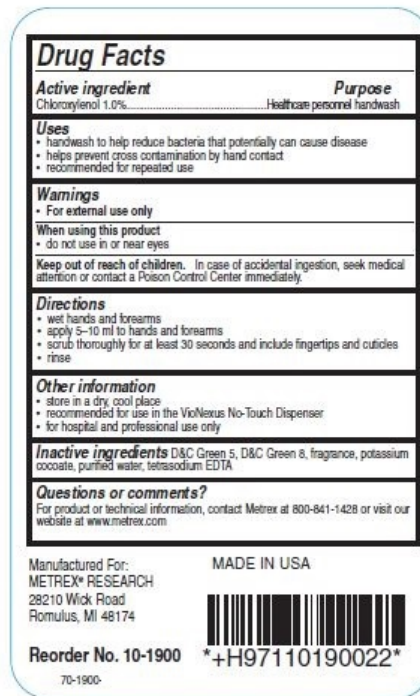 Drug Facts
Active ingredient Purpose
Chloroxylenol 1.0%..........................................Healthcare personnel handwash
Uses
• handwash to help reduce bacteria that potentially can cause disease
• helps prevent cross contamination by hand contact
• recommended for repeated use
Warnings
• For external use only
When using this product
• do not use in or near eyes
Keep out of reach of children. In case of accidental ingestion, seek medical
attention or contact a Poison Control Center immediately.
Directions
• wet hands and forearms
• apply 5–10 ml to hands and forearms
• scrub thoroughly for at least 30 seconds and include fingertips and cuticles
• rinse
Other information
• store in a dry, cool place
• recommended for use in the VioNexus No-Touch Dispenser
• for hospital and professional use only
Inactive ingredients D&C Green 5, D&C Green 8, fragrance, potassium
cocoate, purified water, tetrasodium EDTA
Questions or comments?
For product or technical information, contact Metrex at 800-841-1428 or visit our
website at www.metrex.com
Manufactured For:
METREX® RESEARCH
28210 Wick Road
Romulus, MI 48174
MADE IN USA
Reorder No. 10-1900
*+H97110190022*
70-1900-